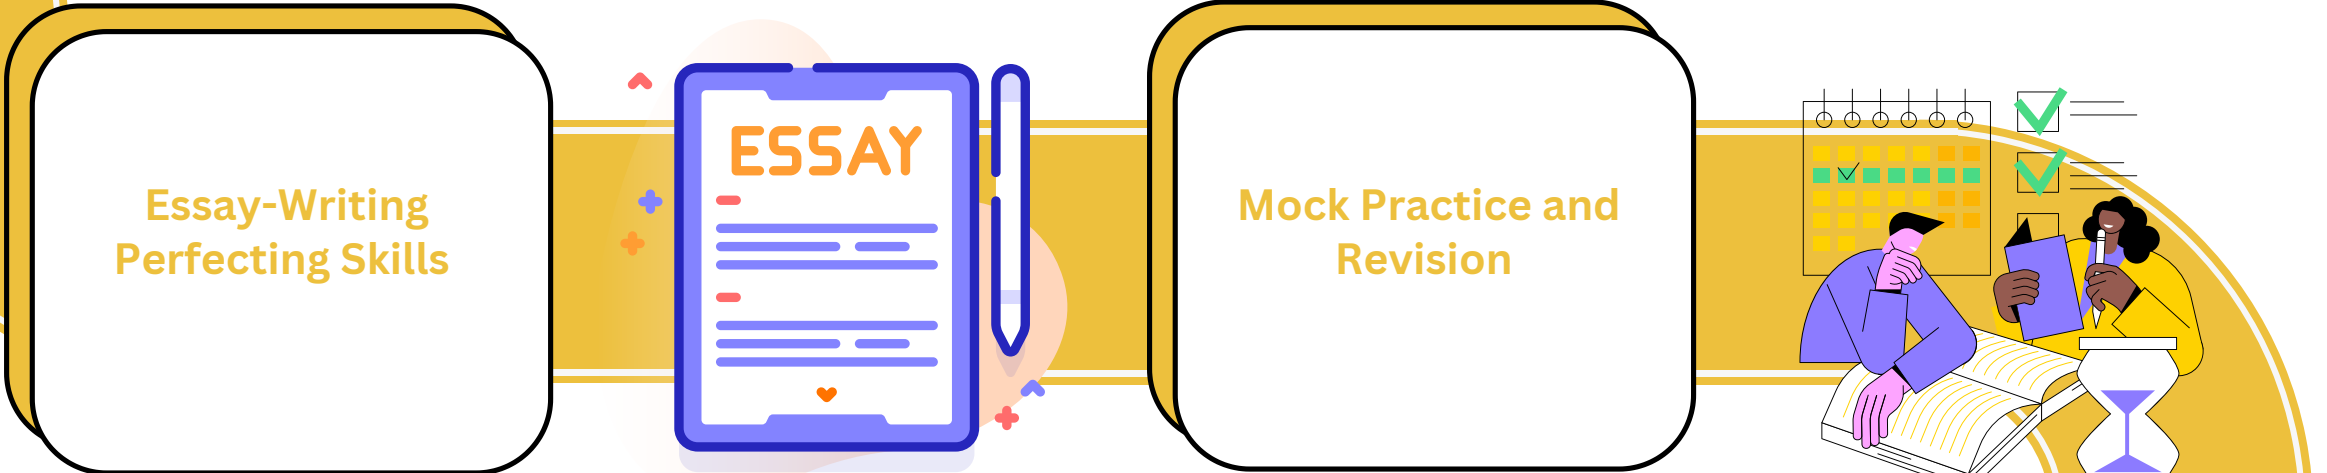 Essay-Writing
Perfecting Skills
ESSAY
Mock Practice and
Revision